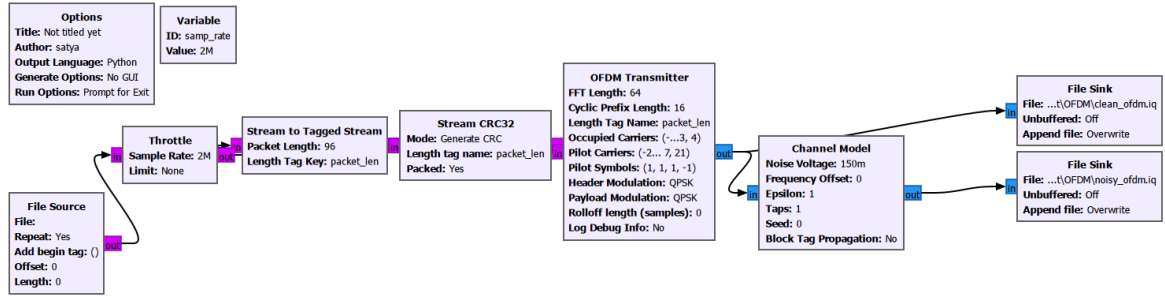 Options
Title: Not titled yet
Author: satya
Output Language: Python
Generate Options: No GUI
Run Options: Prompt for Exit
Variable
ID: samp_rate
Value: 2M
File Source
File:
Repeat: Yes
Add begin tag: ()
Offset: 0
Length: 0
out
Throttle
Sample Rate: 2M
Limit: None
in
out
Stream to Tagged Stream
Packet Length: 96
Length Tag Key: packet_len
in
out
Stream CRC32
Mode: Generate CRC
Length tag name: packet_len
Packed: Yes
in
out
OFDM Transmitter
FFT Length: 64
Cyclic Prefix Length: 16
Length Tag Name: packet_len
Occupied Carriers: (-...3, 4)
Pilot Carriers: (-2... 7, 21)
Pilot Symbols: (1, 1, 1, -1)
Header Modulation: QPSK
Payload Modulation: QPSK
Rolloff length (samples): 0
Log Debug Info: No
in
out
Channel Model
Noise Voltage: 150m
Frequency Offset: 0
Epsilon: 1
Taps: 1
Seed: 0
Block Tag Propagation: No
in
out
File Sink
File: ...t\OFDM\clean_ofdm.iq
Unbuffered: Off
Append file: Overwrite
in
File Sink
File: ...t\OFDM\noisy_ofdm.iq
Unbuffered: Off
Append file: Overwrite
in